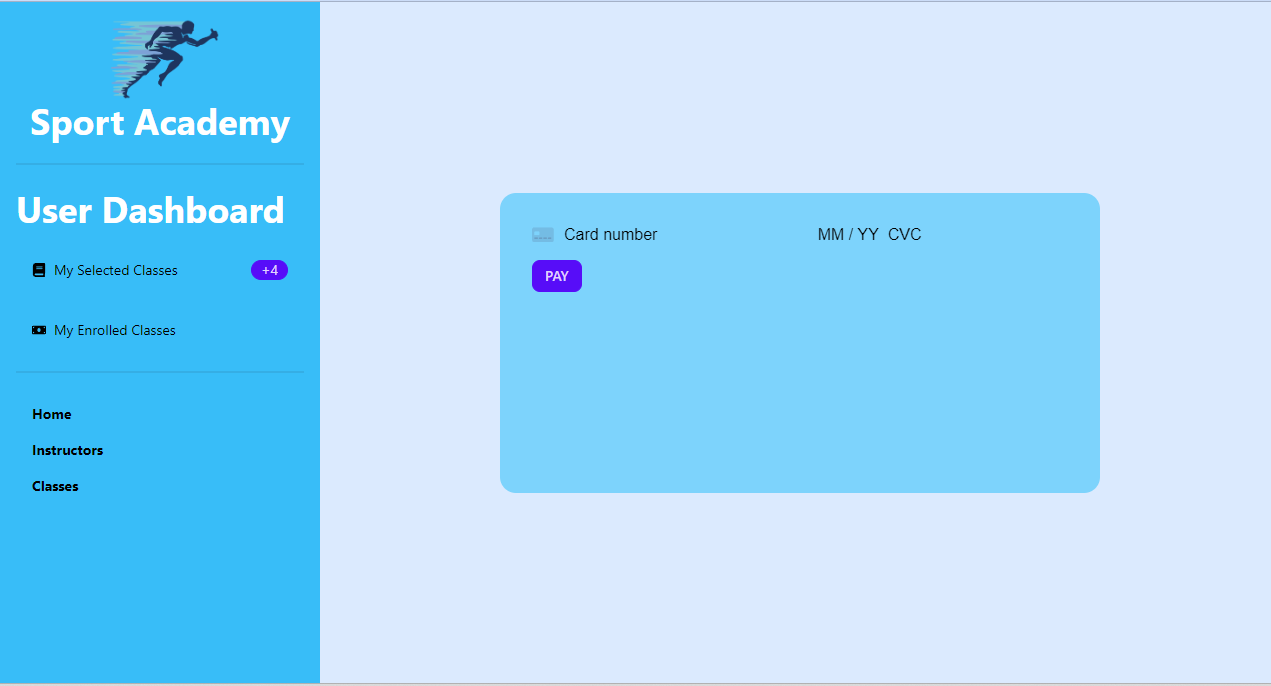 Sport Academy
User Dashboard
My Selected Classes +4
My Enrolled Classes
Home
Instructors
Classes
Card number MM / YY CVC
PAY